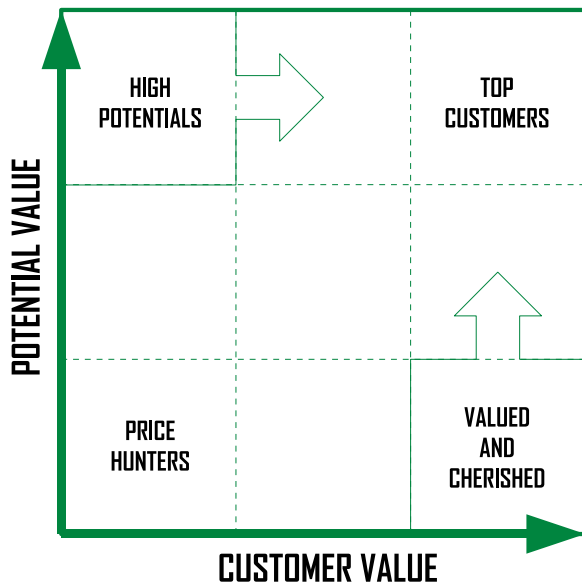 HIGH
POTENTIALS
TOP
CUSTOMERS
POTENTIAL VALUE
PRICE
HUNTERS
VALUED
AND
CHERISHED
CUSTOMER VALUE